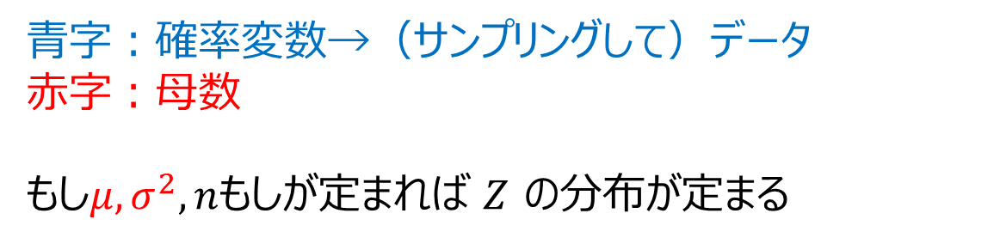 青字：確率変数→（サンプリングして）データ
赤字：母数
もしμ, σ², nもしが定まれば Z の分布が定まる